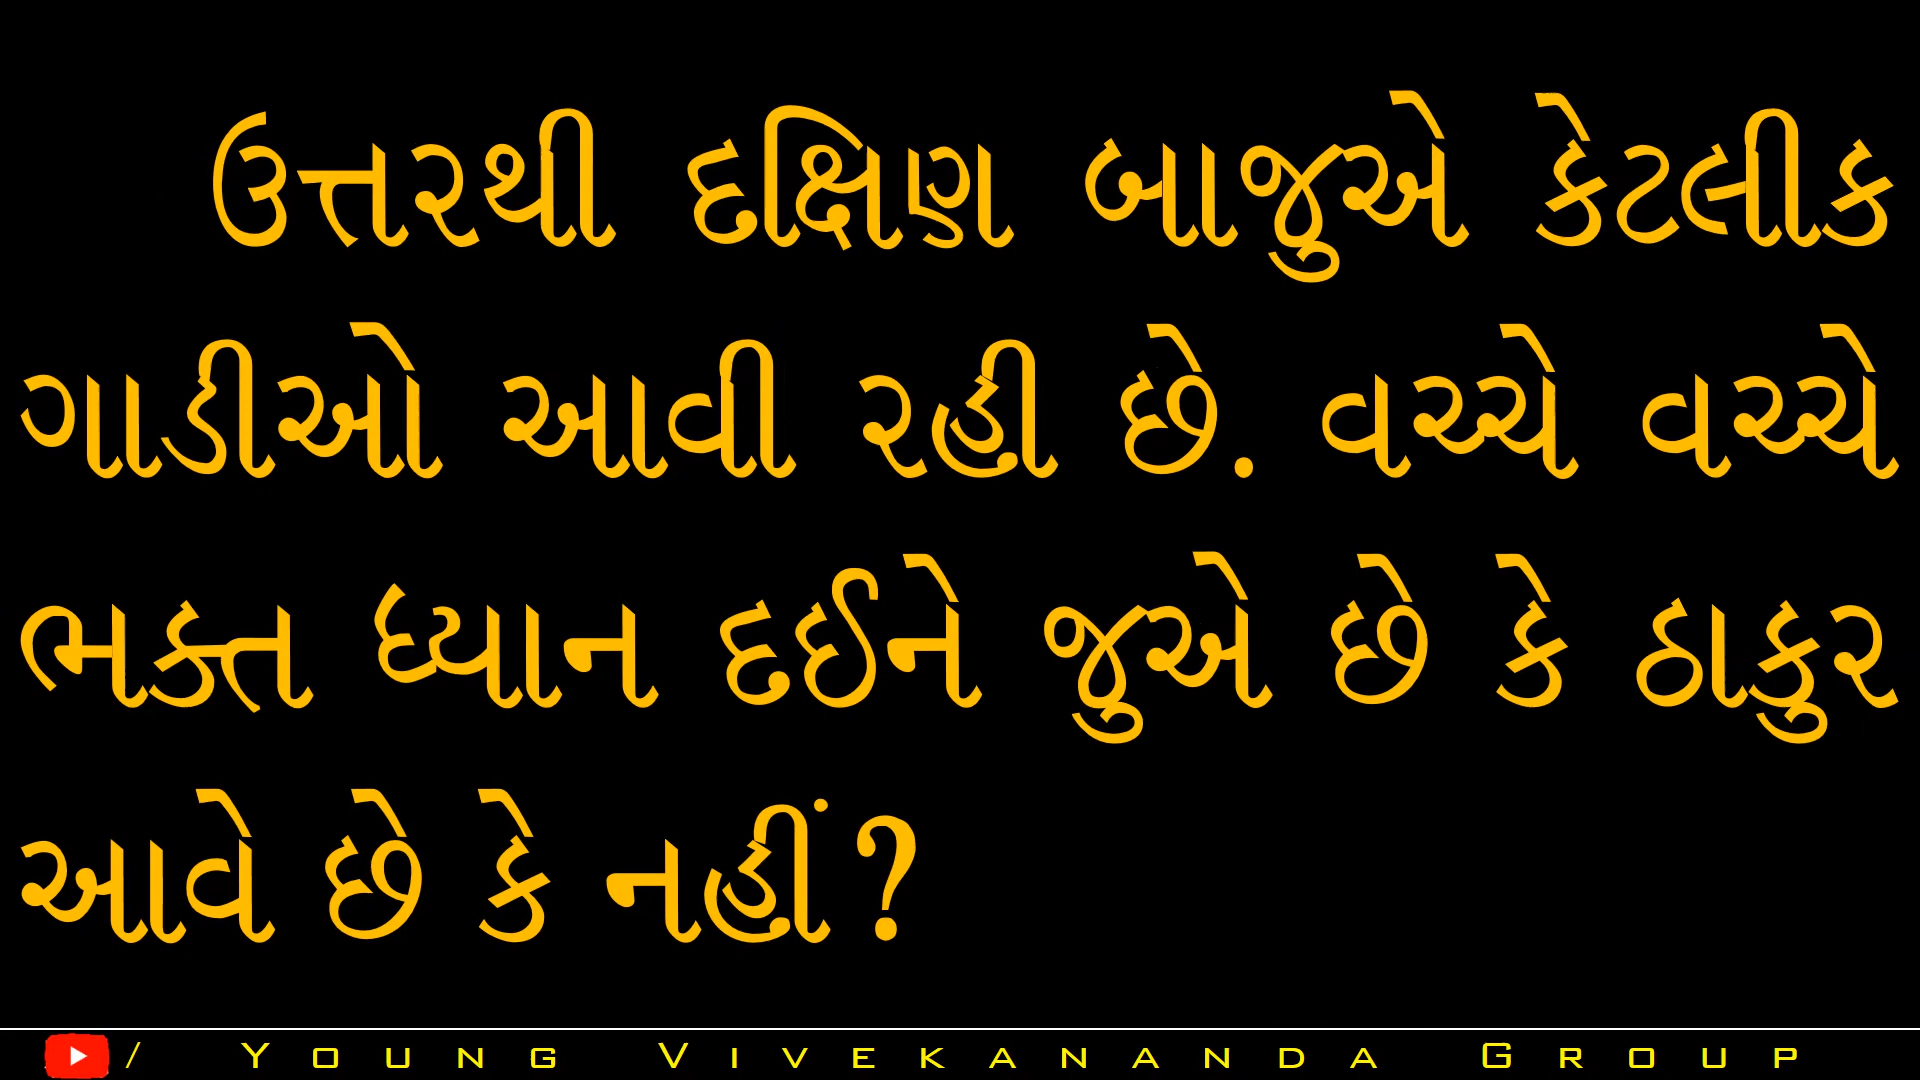 ઉત્તરથી દક્ષિણ બાજુએ કેટલીક
ગાડીઓ આવી રહી છે. વચ્ચે વચ્ચે
ભક્ત ધ્યાન દઈને જુએ છે કે ઠાકુર
આવે છે કે નહીં?
/ Young Vivekananda Group